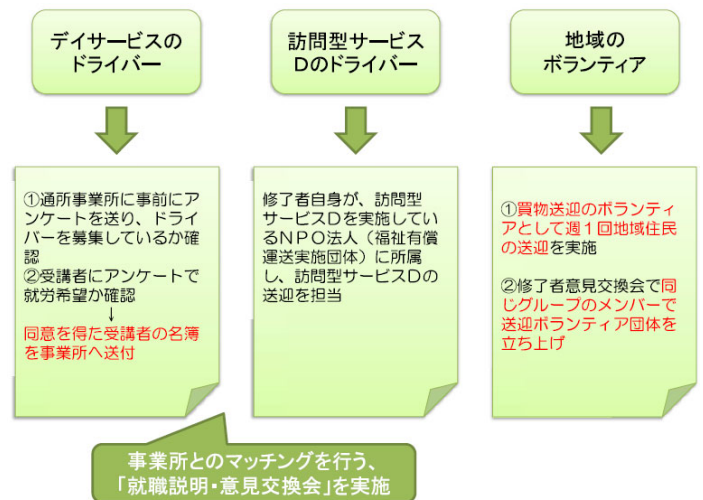 デイサービスの
ドライバー
訪問型サービス
Dのドライバー
地域の
ボランティア
①通所事業所に事前にア
ンケートを送り、ドライ
バーを募集しているか確
認
②受講者にアンケートで
就労希望か確認
↓
同意を得た受講者の名簿
を事業所へ送付
修了者自身が、訪問型
サービスDを実施してい
るNPO法人（福祉有償
運送実施団体）に所属
し、訪問型サービスDの
送迎を担当
①買物送迎のボランティ
アとして週１回地域住民
の送迎を実施
②修了者意見交換会で同
じグループのメンバーで
送迎ボランティア団体を
立ち上げ
事業所とのマッチングを行う、
「就職説明・意見交換会」を実施